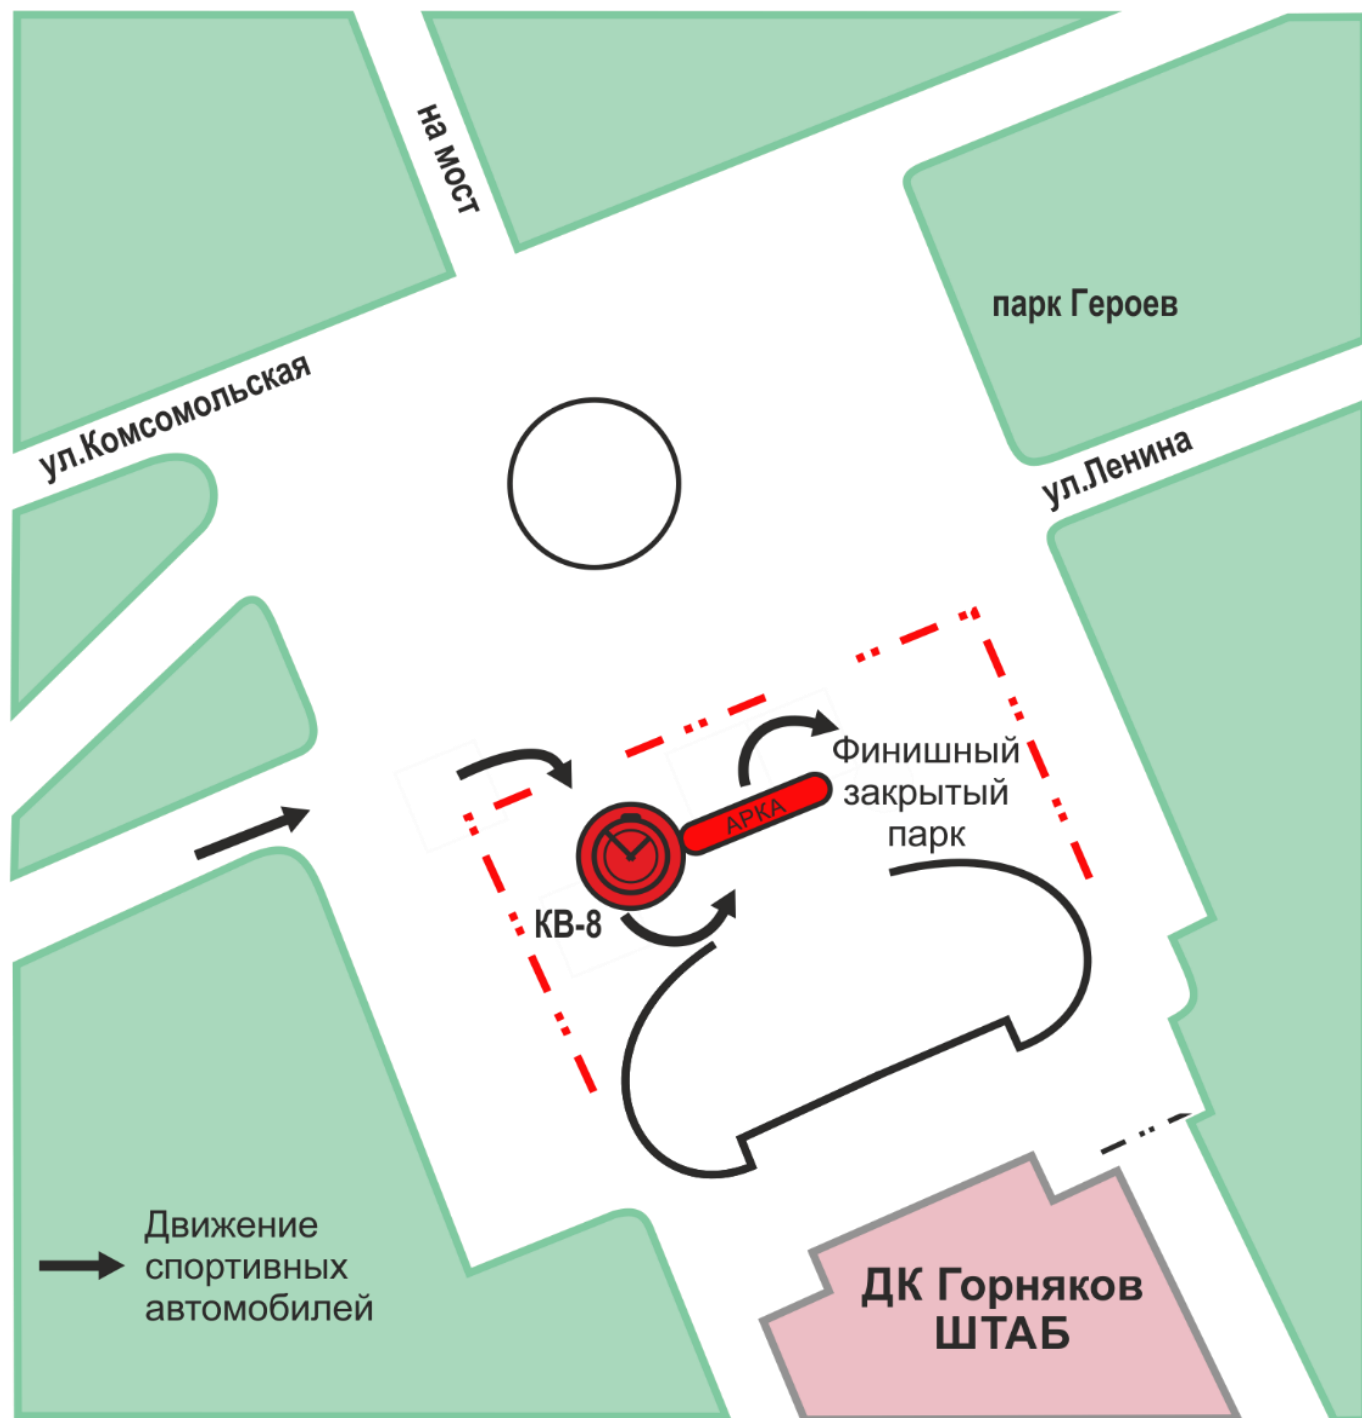 на мост
парк Героев
ул.Комсомольская
ул.Ленина
Финишный
закрытый
парк
АРКА
КВ-8
Движение
спортивных
автомобилей
ДК Горняков
ШТАБ